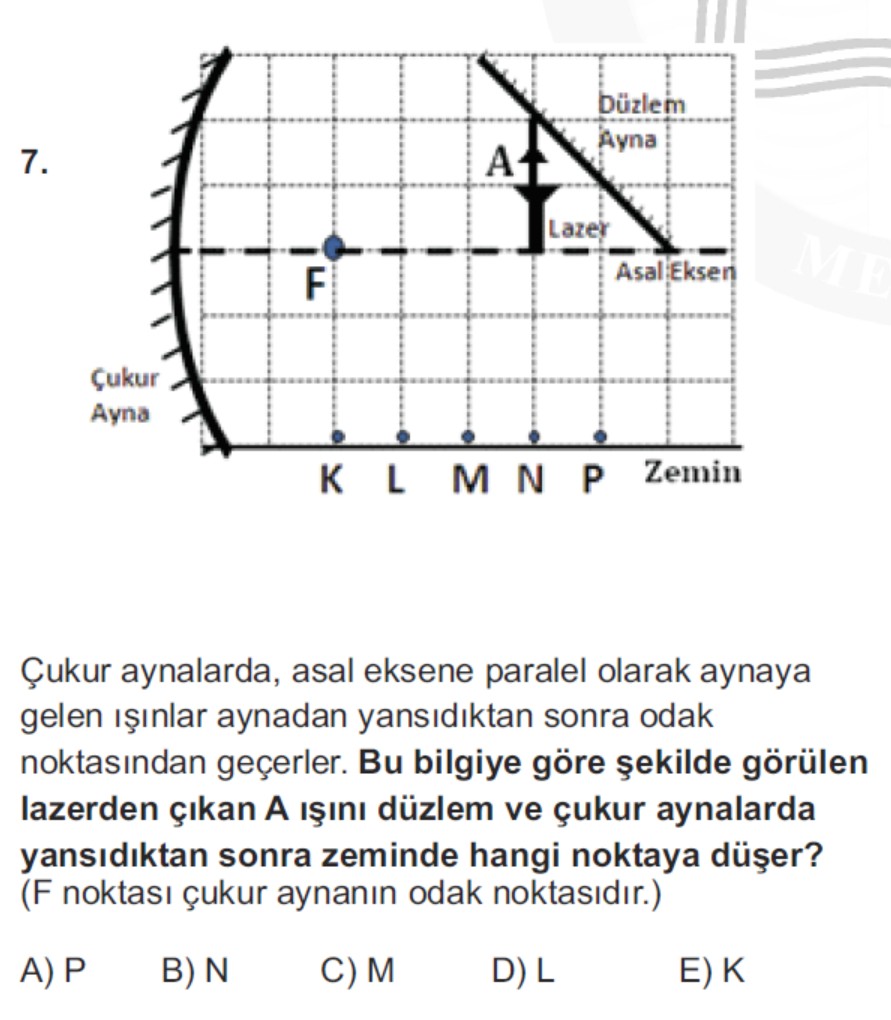 7.
Düzlem
Ayna
A
Lazer
F
Asal Eksen
Çukur
Ayna
K L M N P Zemin
ME
Çukur aynalarda, asal eksene paralel olarak aynaya
gelen ışınlar aynadan yansıdıktan sonra odak
noktasından geçerler. Bu bilgiye göre şekilde görülen
lazerden çıkan A ışını düzlem ve çukur aynalarda
yansıdıktan sonra zeminde hangi noktaya düşer?
(F noktası çukur aynanın odak noktasıdır.)
A) P B) N C) M D) L E) K